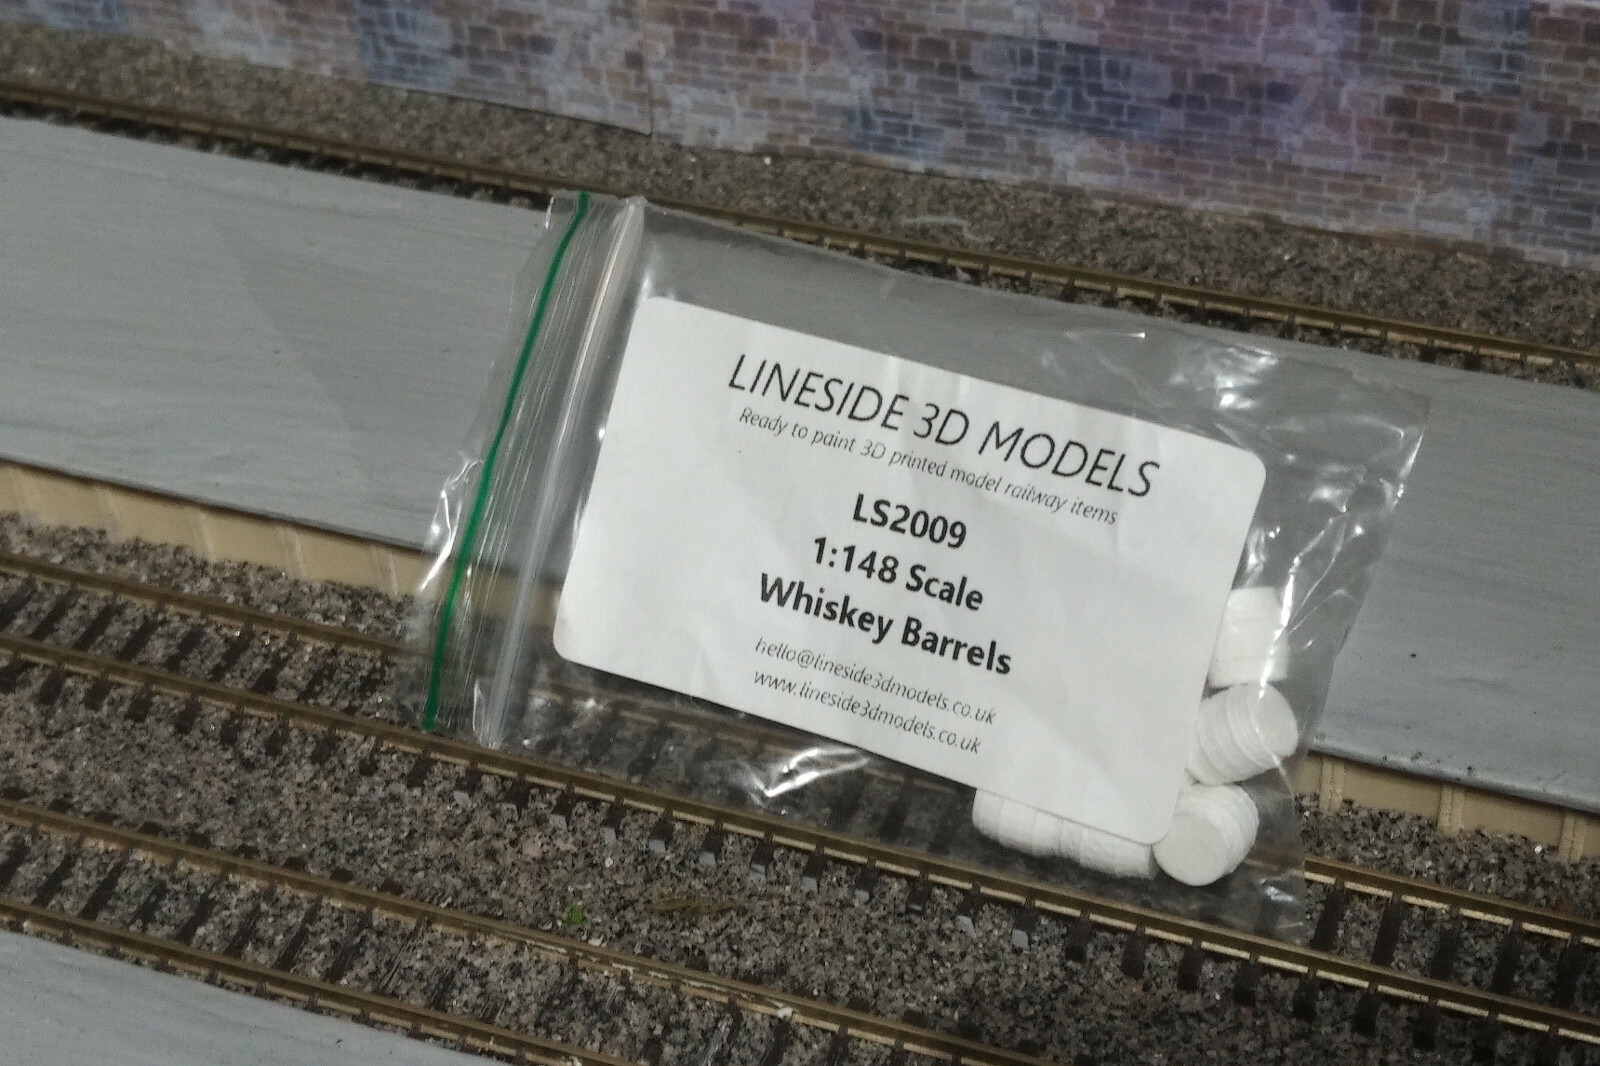 LINESIDE 3D MODELS
Ready to paint 3D printed model railway items
LS2009
1:148 Scale
Whiskey Barrels
hello@lineside3dmodels.co.uk
www.lineside3dmodels.co.uk